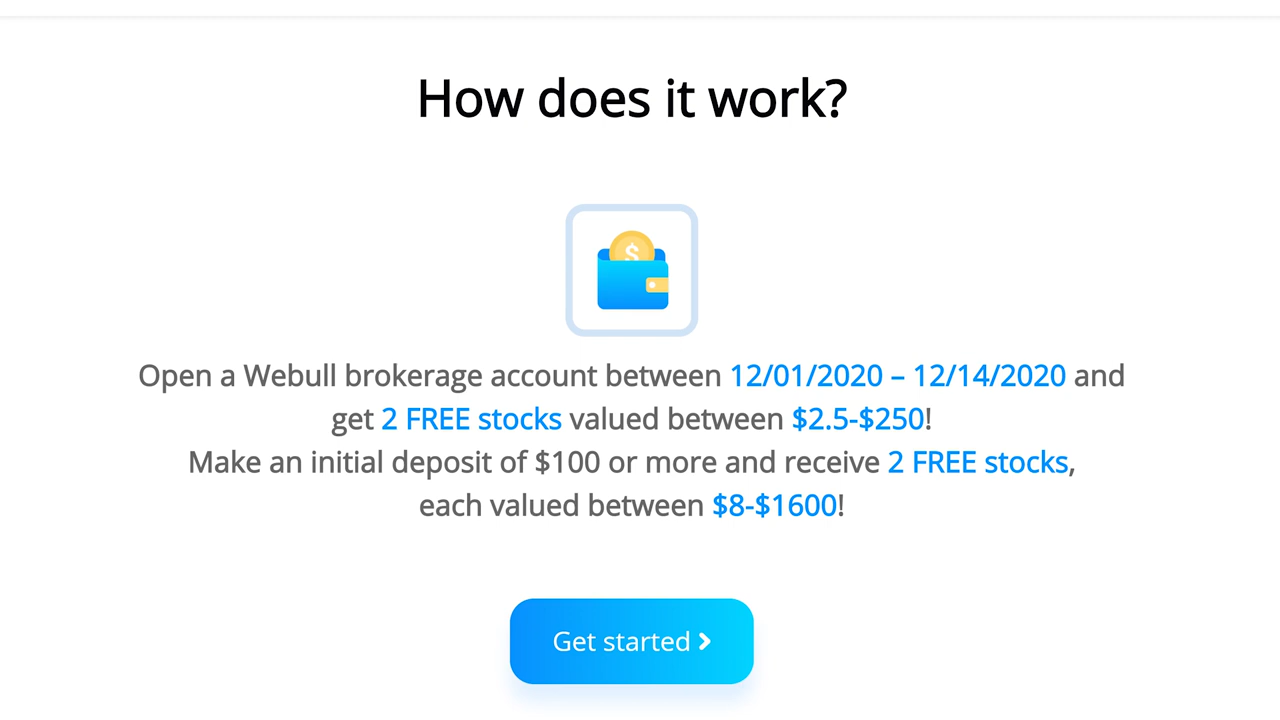 How does it work?
$
Open a Webull brokerage account between 12/01/2020 – 12/14/2020 and
get 2 FREE stocks valued between $2.5-$250!
Make an initial deposit of $100 or more and receive 2 FREE stocks,
each valued between $8-$1600!
Get started